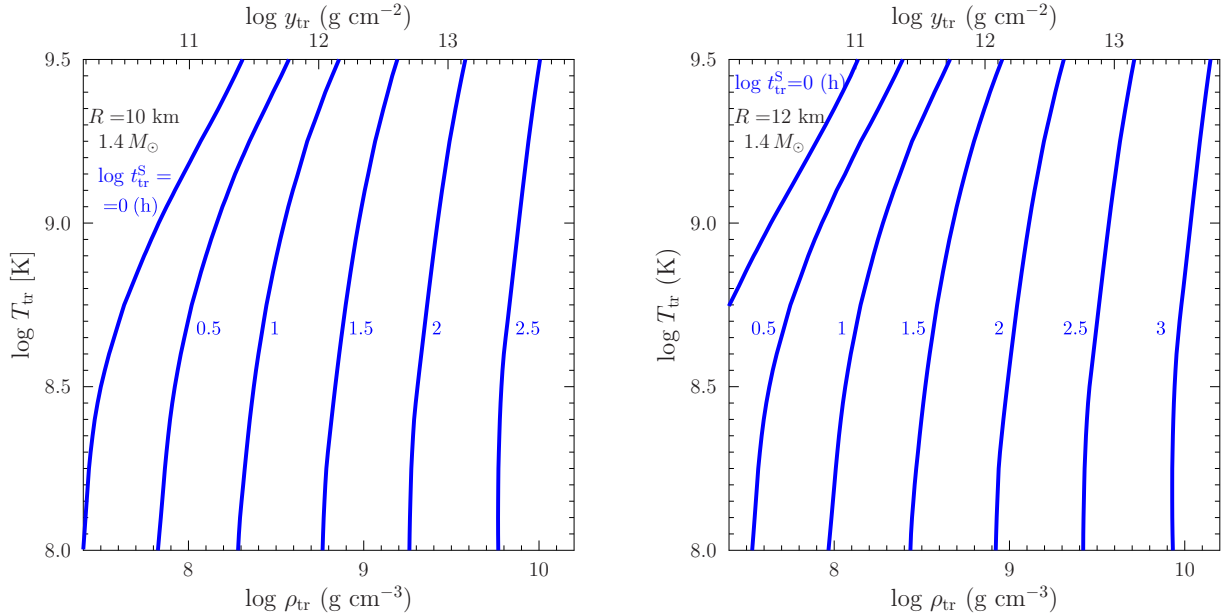 log y_tr (g cm⁻²)
11 12 13
9.5
9.0
8.5
8.0
log T_tr [K]
R =10 km
1.4 M_⊙
log t_tr^S =
=0 (h)
0.5 1 1.5 2 2.5
8 9 10
log ρ_tr (g cm⁻³)
log y_tr (g cm⁻²)
11 12 13
9.5
9.0
8.5
8.0
log T_tr (K)
log t_tr^S=0 (h)
R =12 km
1.4 M_⊙
0.5 1 1.5 2 2.5 3
8 9 10
log ρ_tr (g cm⁻³)